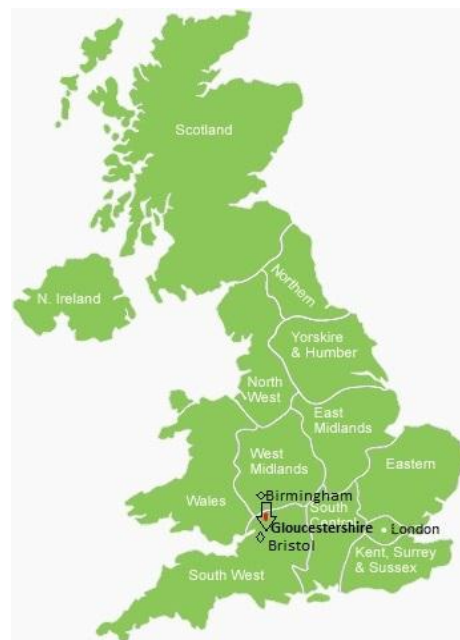 Scotland
N. Ireland
Northern
Yorskire
& Humber
North
West
East
Midlands
West
Midlands
Eastern
Wales
Birmingham
South
Gloucestershire
London
Bristol
Kent, Surrey
& Sussex
South West